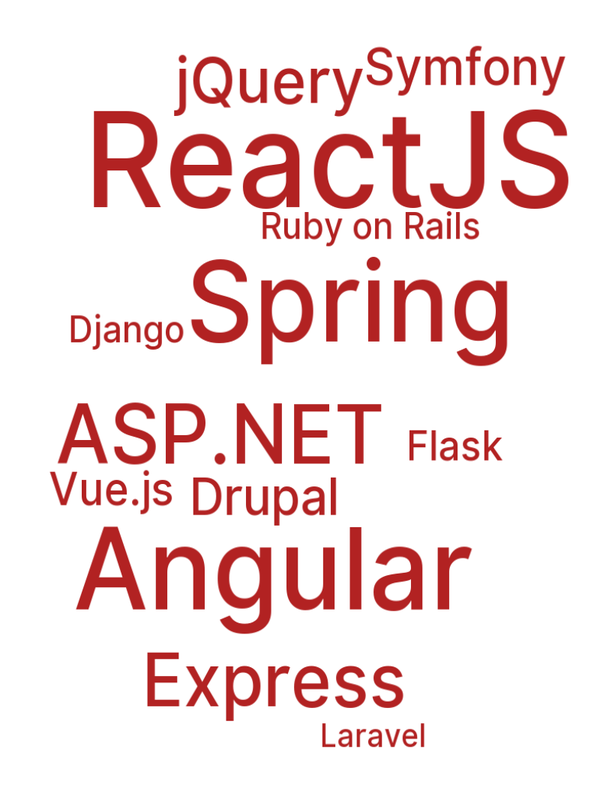 jQuery Symfony
ReactJS
Ruby on Rails
Spring
Django
ASP.NET
Flask
Vue.js Drupal
Angular
Express
Laravel